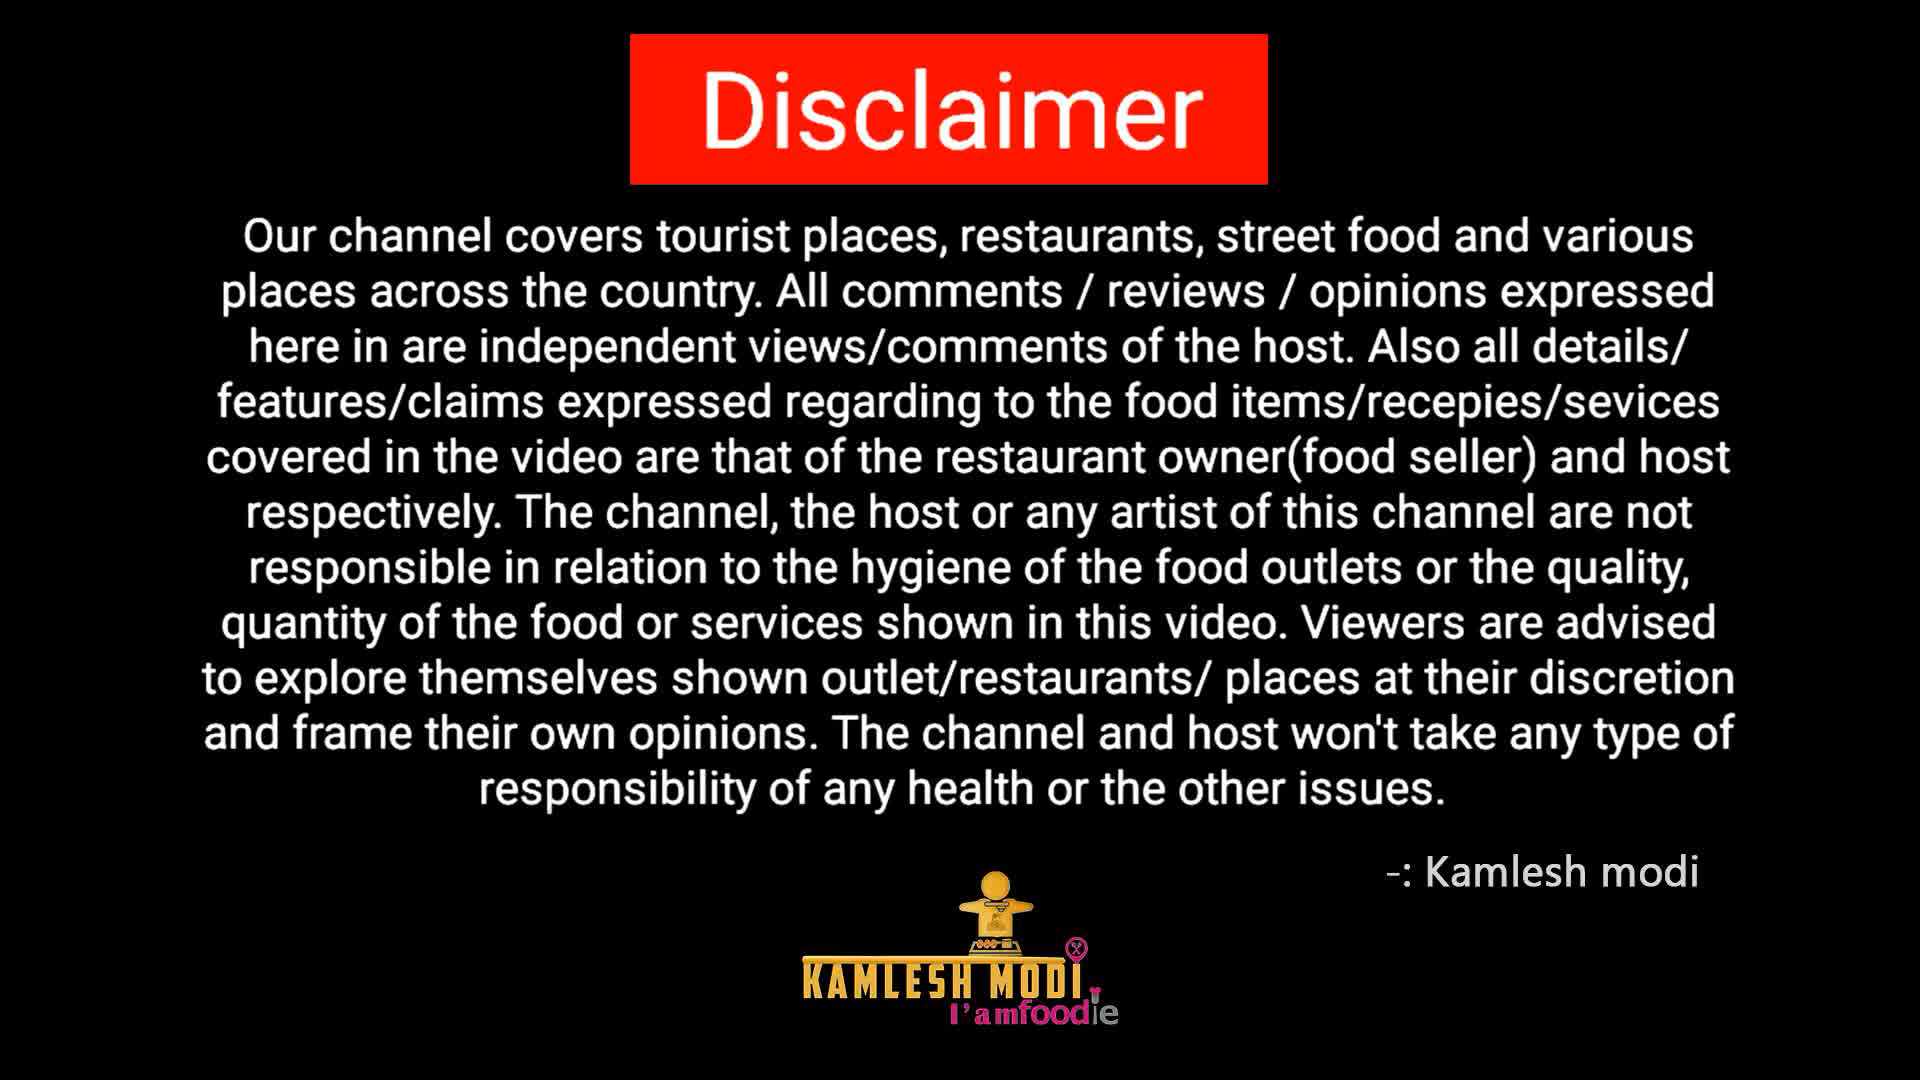 Disclaimer
Our channel covers tourist places, restaurants, street food and various
places across the country. All comments / reviews / opinions expressed
here in are independent views/comments of the host. Also all details/
features/claims expressed regarding to the food items/recepies/sevices
covered in the video are that of the restaurant owner(food seller) and host
respectively. The channel, the host or any artist of this channel are not
responsible in relation to the hygiene of the food outlets or the quality,
quantity of the food or services shown in this video. Viewers are advised
to explore themselves shown outlet/restaurants/ places at their discretion
and frame their own opinions. The channel and host won't take any type of
responsibility of any health or the other issues.
-: Kamlesh modi
KAMLESH MODI
I'amfoodie